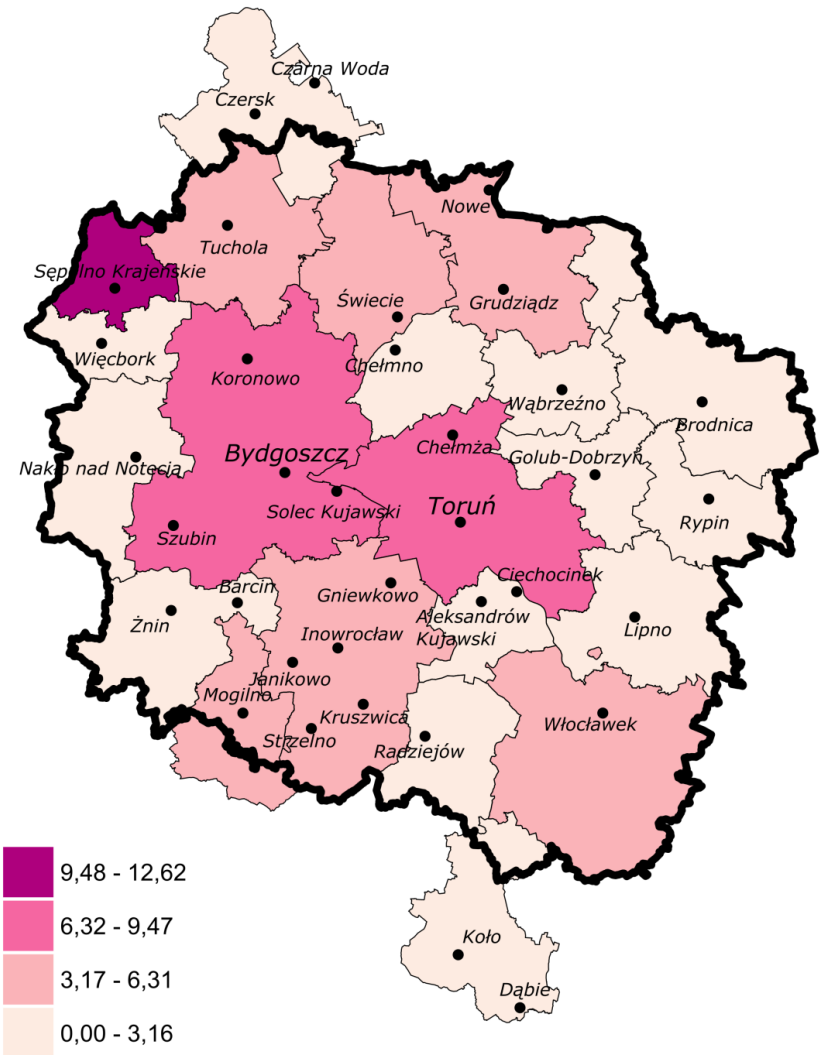 Czarna Woda
Czersk
Nowe
Tuchola
Sępolno Krajeńskie
Świecie
Grudziądz
Więcbork
Koronowo
Chełmno
Wąbrzeźno
Brodnica
Chełmża
Bydgoszcz
Golub-Dobrzyń
Nakło nad Notecią
Toruń
Solec Kujawski
Rypin
Szubin
Ciechocinek
Barcin
Gniewkowo
Aleksandrów
Kujawski
Żnin
Inowrocław
Lipno
Janikowo
Mogilno
Kruszwica
Włocławek
Strzelno
Radziejów
9,48 - 12,62
6,32 - 9,47
3,17 - 6,31
0,00 - 3,16
Koło
Dąbie